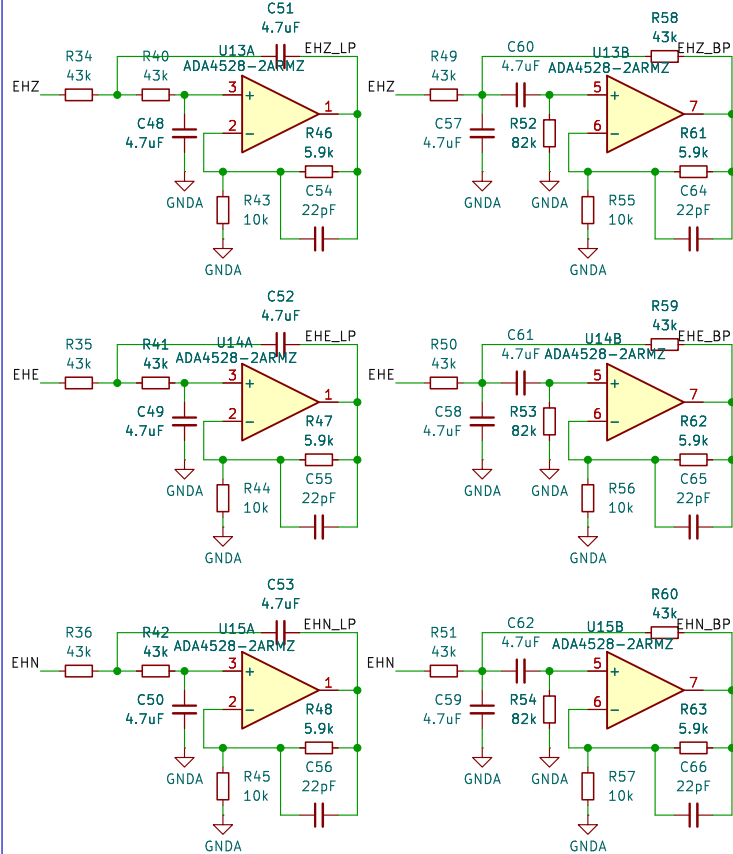 C51
4.7uF
R34
43k
R40
43k
U13A
ADA4528-2ARMZ
EHZ_LP
EHZ
3
+
2
−
1
C48
4.7uF
R46
5.9k
C54
22pF
GNDA
R43
10k
GNDA
R58
43k
EHZ_BP
R49
43k
C60
4.7uF
U13B
ADA4528-2ARMZ
EHZ
5
+
6
−
7
C57
4.7uF
R52
82k
R61
5.9k
C64
22pF
GNDA
GNDA
R55
10k
GNDA
C52
4.7uF
R35
43k
R41
43k
U14A
ADA4528-2ARMZ
EHE_LP
EHE
3
+
2
−
1
C49
4.7uF
R47
5.9k
C55
22pF
GNDA
R44
10k
GNDA
R59
43k
EHE_BP
R50
43k
C61
4.7uF
U14B
ADA4528-2ARMZ
EHE
5
+
6
−
7
C58
4.7uF
R53
82k
R62
5.9k
C65
22pF
GNDA
GNDA
R56
10k
GNDA
C53
4.7uF
R36
43k
R42
43k
U15A
ADA4528-2ARMZ
EHN_LP
EHN
3
+
2
−
1
C50
4.7uF
R48
5.9k
C56
22pF
GNDA
R45
10k
GNDA
R60
43k
EHN_BP
R51
43k
C62
4.7uF
U15B
ADA4528-2ARMZ
EHN
5
+
6
−
7
C59
4.7uF
R54
82k
R63
5.9k
C66
22pF
GNDA
GNDA
R57
10k
GNDA